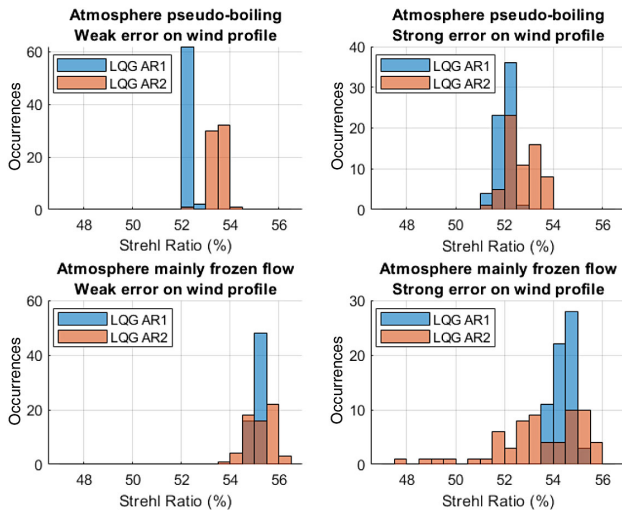 Atmosphere pseudo-boiling
Weak error on wind profile
LQG AR1
LQG AR2
Occurrences
60
40
20
0
48 50 52 54 56
Strehl Ratio (%)
Atmosphere pseudo-boiling
Strong error on wind profile
LQG AR1
LQG AR2
Occurrences
40
30
20
10
0
48 50 52 54 56
Strehl Ratio (%)
Atmosphere mainly frozen flow
Weak error on wind profile
LQG AR1
LQG AR2
Occurrences
60
40
20
0
48 50 52 54 56
Strehl Ratio (%)
Atmosphere mainly frozen flow
Strong error on wind profile
LQG AR1
LQG AR2
Occurrences
30
20
10
0
48 50 52 54 56
Strehl Ratio (%)